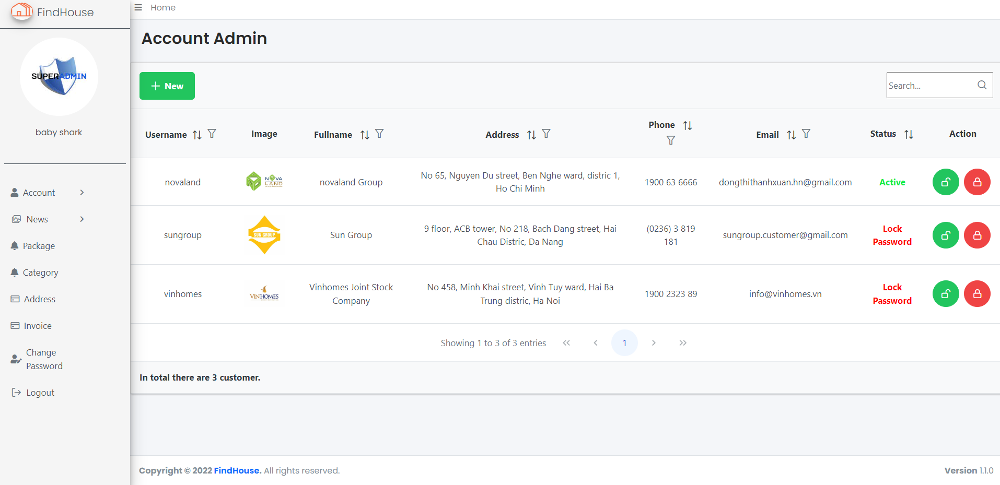 FindHouse
Home
SUPERADMIN
baby shark
Account
News
Package
Category
Address
Invoice
Change
Password
Logout
Account Admin
New
Search...
Username
Image
Fullname
Address
Phone
Email
Status
Action
novaland
NOVA
LAND
novaland Group
No 65, Nguyen Du street, Ben Nghe ward, distric 1,
Ho Chi Minh
1900 63 6666
dongthithanhxuan.hn@gmail.com
Active
sungroup
SUN GROUP
Sun Group
9 floor, ACB tower, No 218, Bach Dang street, Hai
Chau Distric, Da Nang
(0236) 3 819
181
sungroup.customer@gmail.com
Lock
Password
vinhomes
VINHOMES
Vinhomes Joint Stock
Company
No 458, Minh Khai street, Vinh Tuy ward, Hai Ba
Trung distric, Ha Noi
1900 2323 89
info@vinhomes.vn
Lock
Password
Showing 1 to 3 of 3 entries
1
In total there are 3 customer.
Copyright © 2022 FindHouse. All rights reserved.
Version 1.1.0